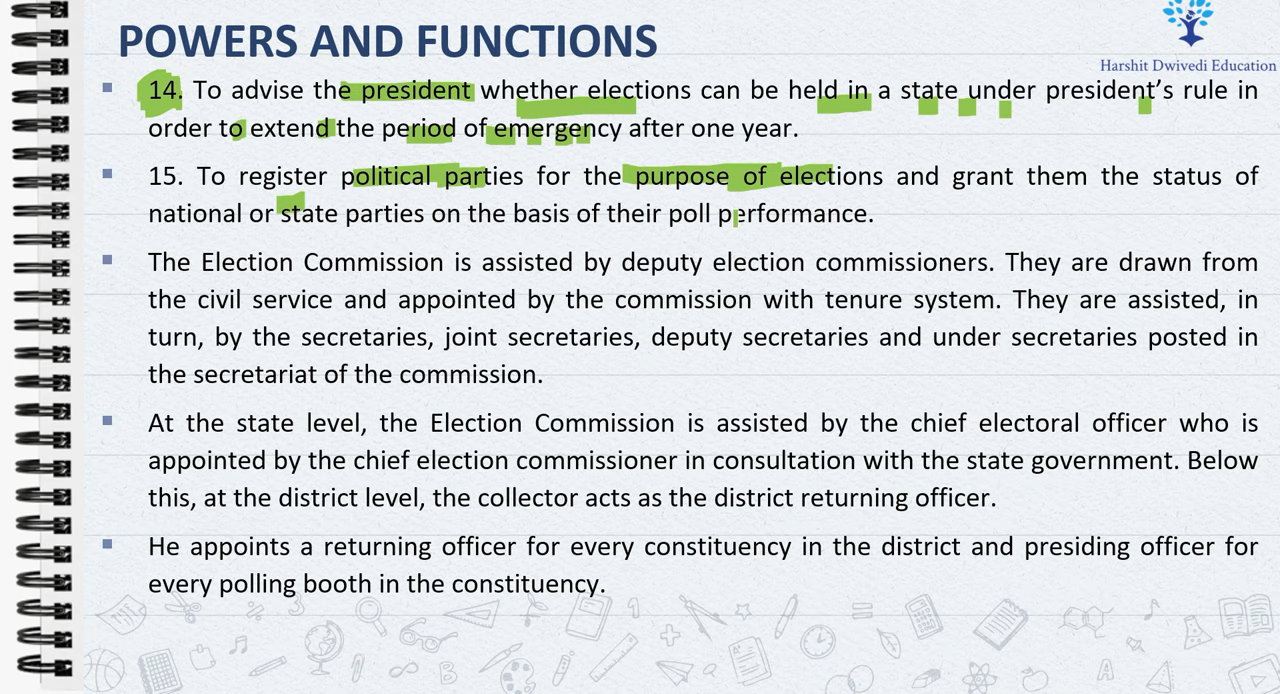 POWERS AND FUNCTIONS
Harshit Dwivedi Education
14. To advise the president whether elections can be held in a state under president's rule in
order to extend the period of emergency after one year.
15. To register political parties for the purpose of elections and grant them the status of
national or state parties on the basis of their poll performance.
The Election Commission is assisted by deputy election commissioners. They are drawn from
the civil service and appointed by the commission with tenure system. They are assisted, in
turn, by the secretaries, joint secretaries, deputy secretaries and under secretaries posted in
the secretariat of the commission.
At the state level, the Election Commission is assisted by the chief electoral officer who is
appointed by the chief election commissioner in consultation with the state government. Below
this, at the district level, the collector acts as the district returning officer.
He appoints a returning officer for every constituency in the district and presiding officer for
every polling booth in the constituency.